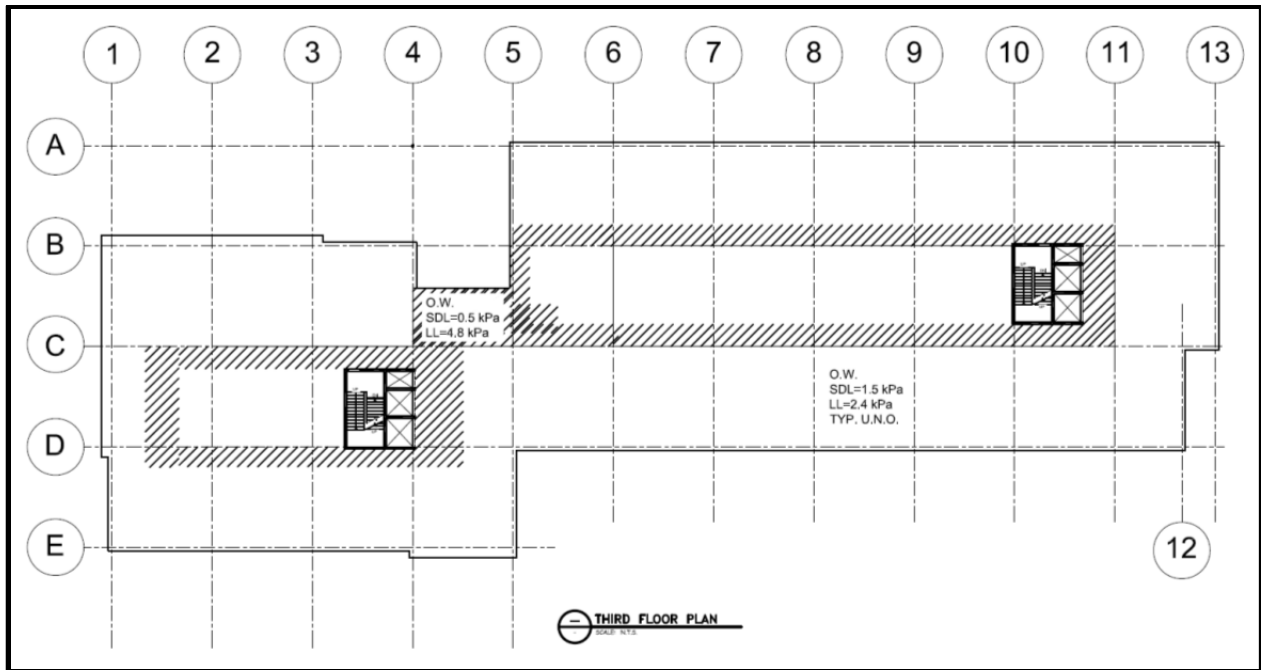 1 2 3 4 5 6 7 8 9 10 11 13
A
B
O.W.
SDL=0.5 kPa
LL=4.8 kPa
C
O.W.
SDL=1.5 kPa
LL=2.4 kPa
TYP. U.N.O.
D
E
12
THIRD FLOOR PLAN
SCALE: N.T.S.